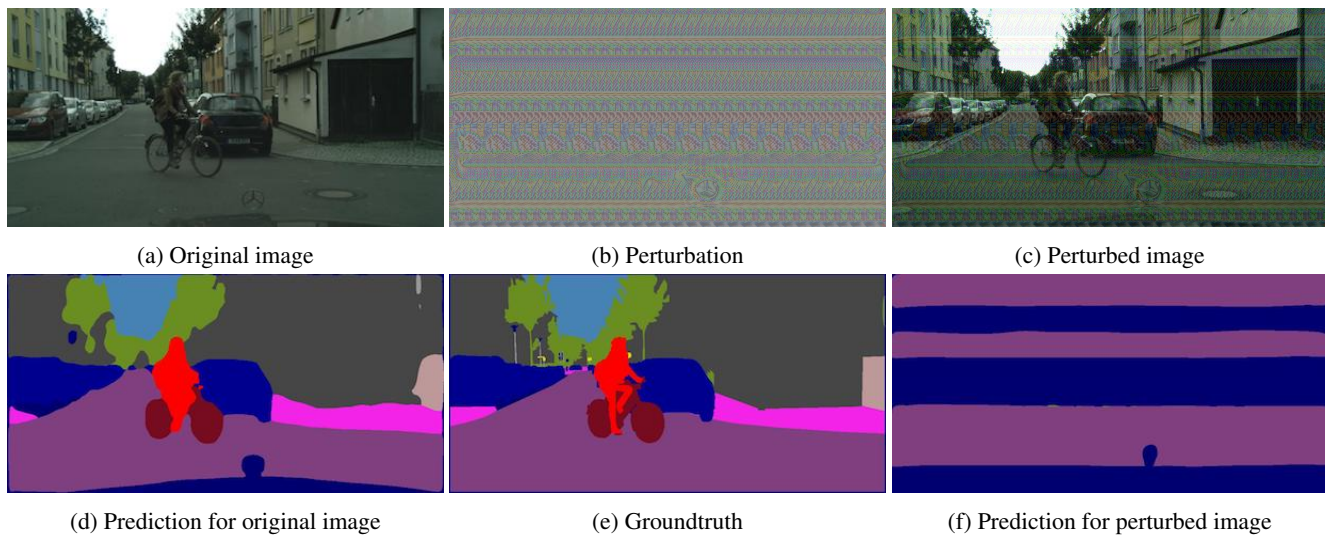 (a) Original image
(b) Perturbation
(c) Perturbed image
(d) Prediction for original image
(e) Groundtruth
(f) Prediction for perturbed image